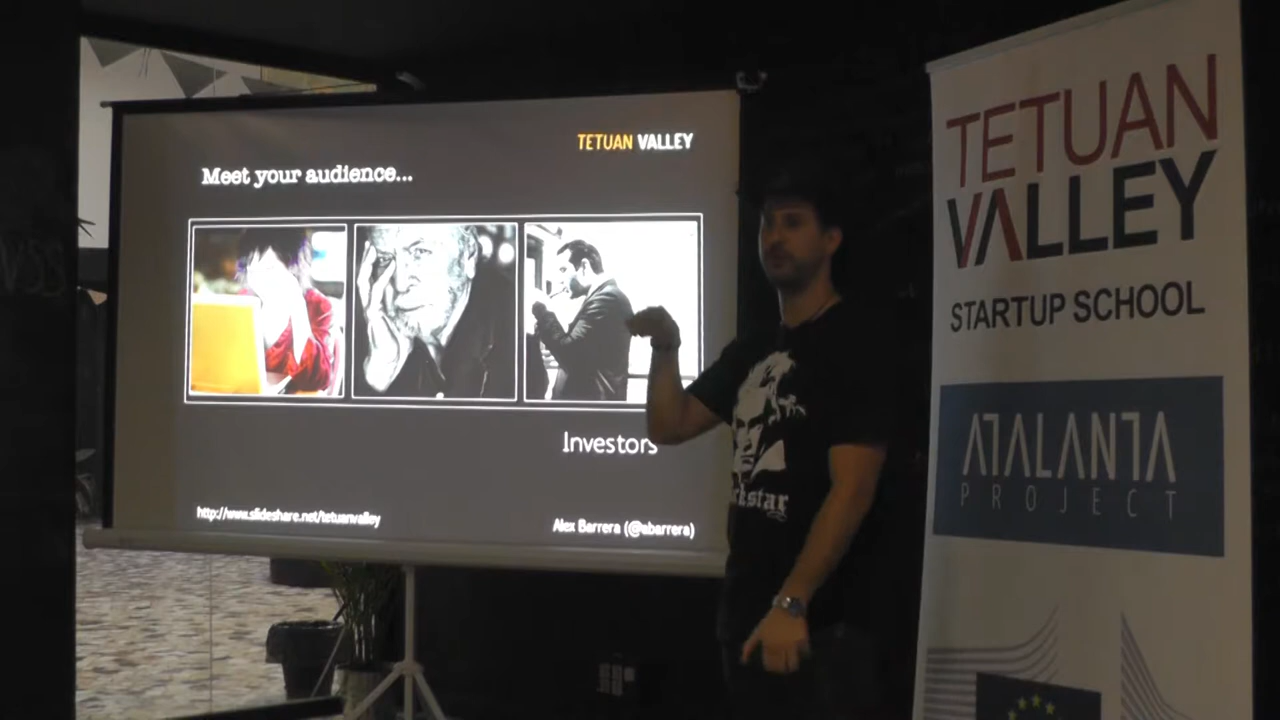 TETUAN VALLEY
Meet your audience...
Investors
http://www.slideshare.net/tetuanvalley
Alex Barrera (@abarrera)
TETUAN
VALLEY
STARTUP SCHOOL
ATALANTA
PROJECT